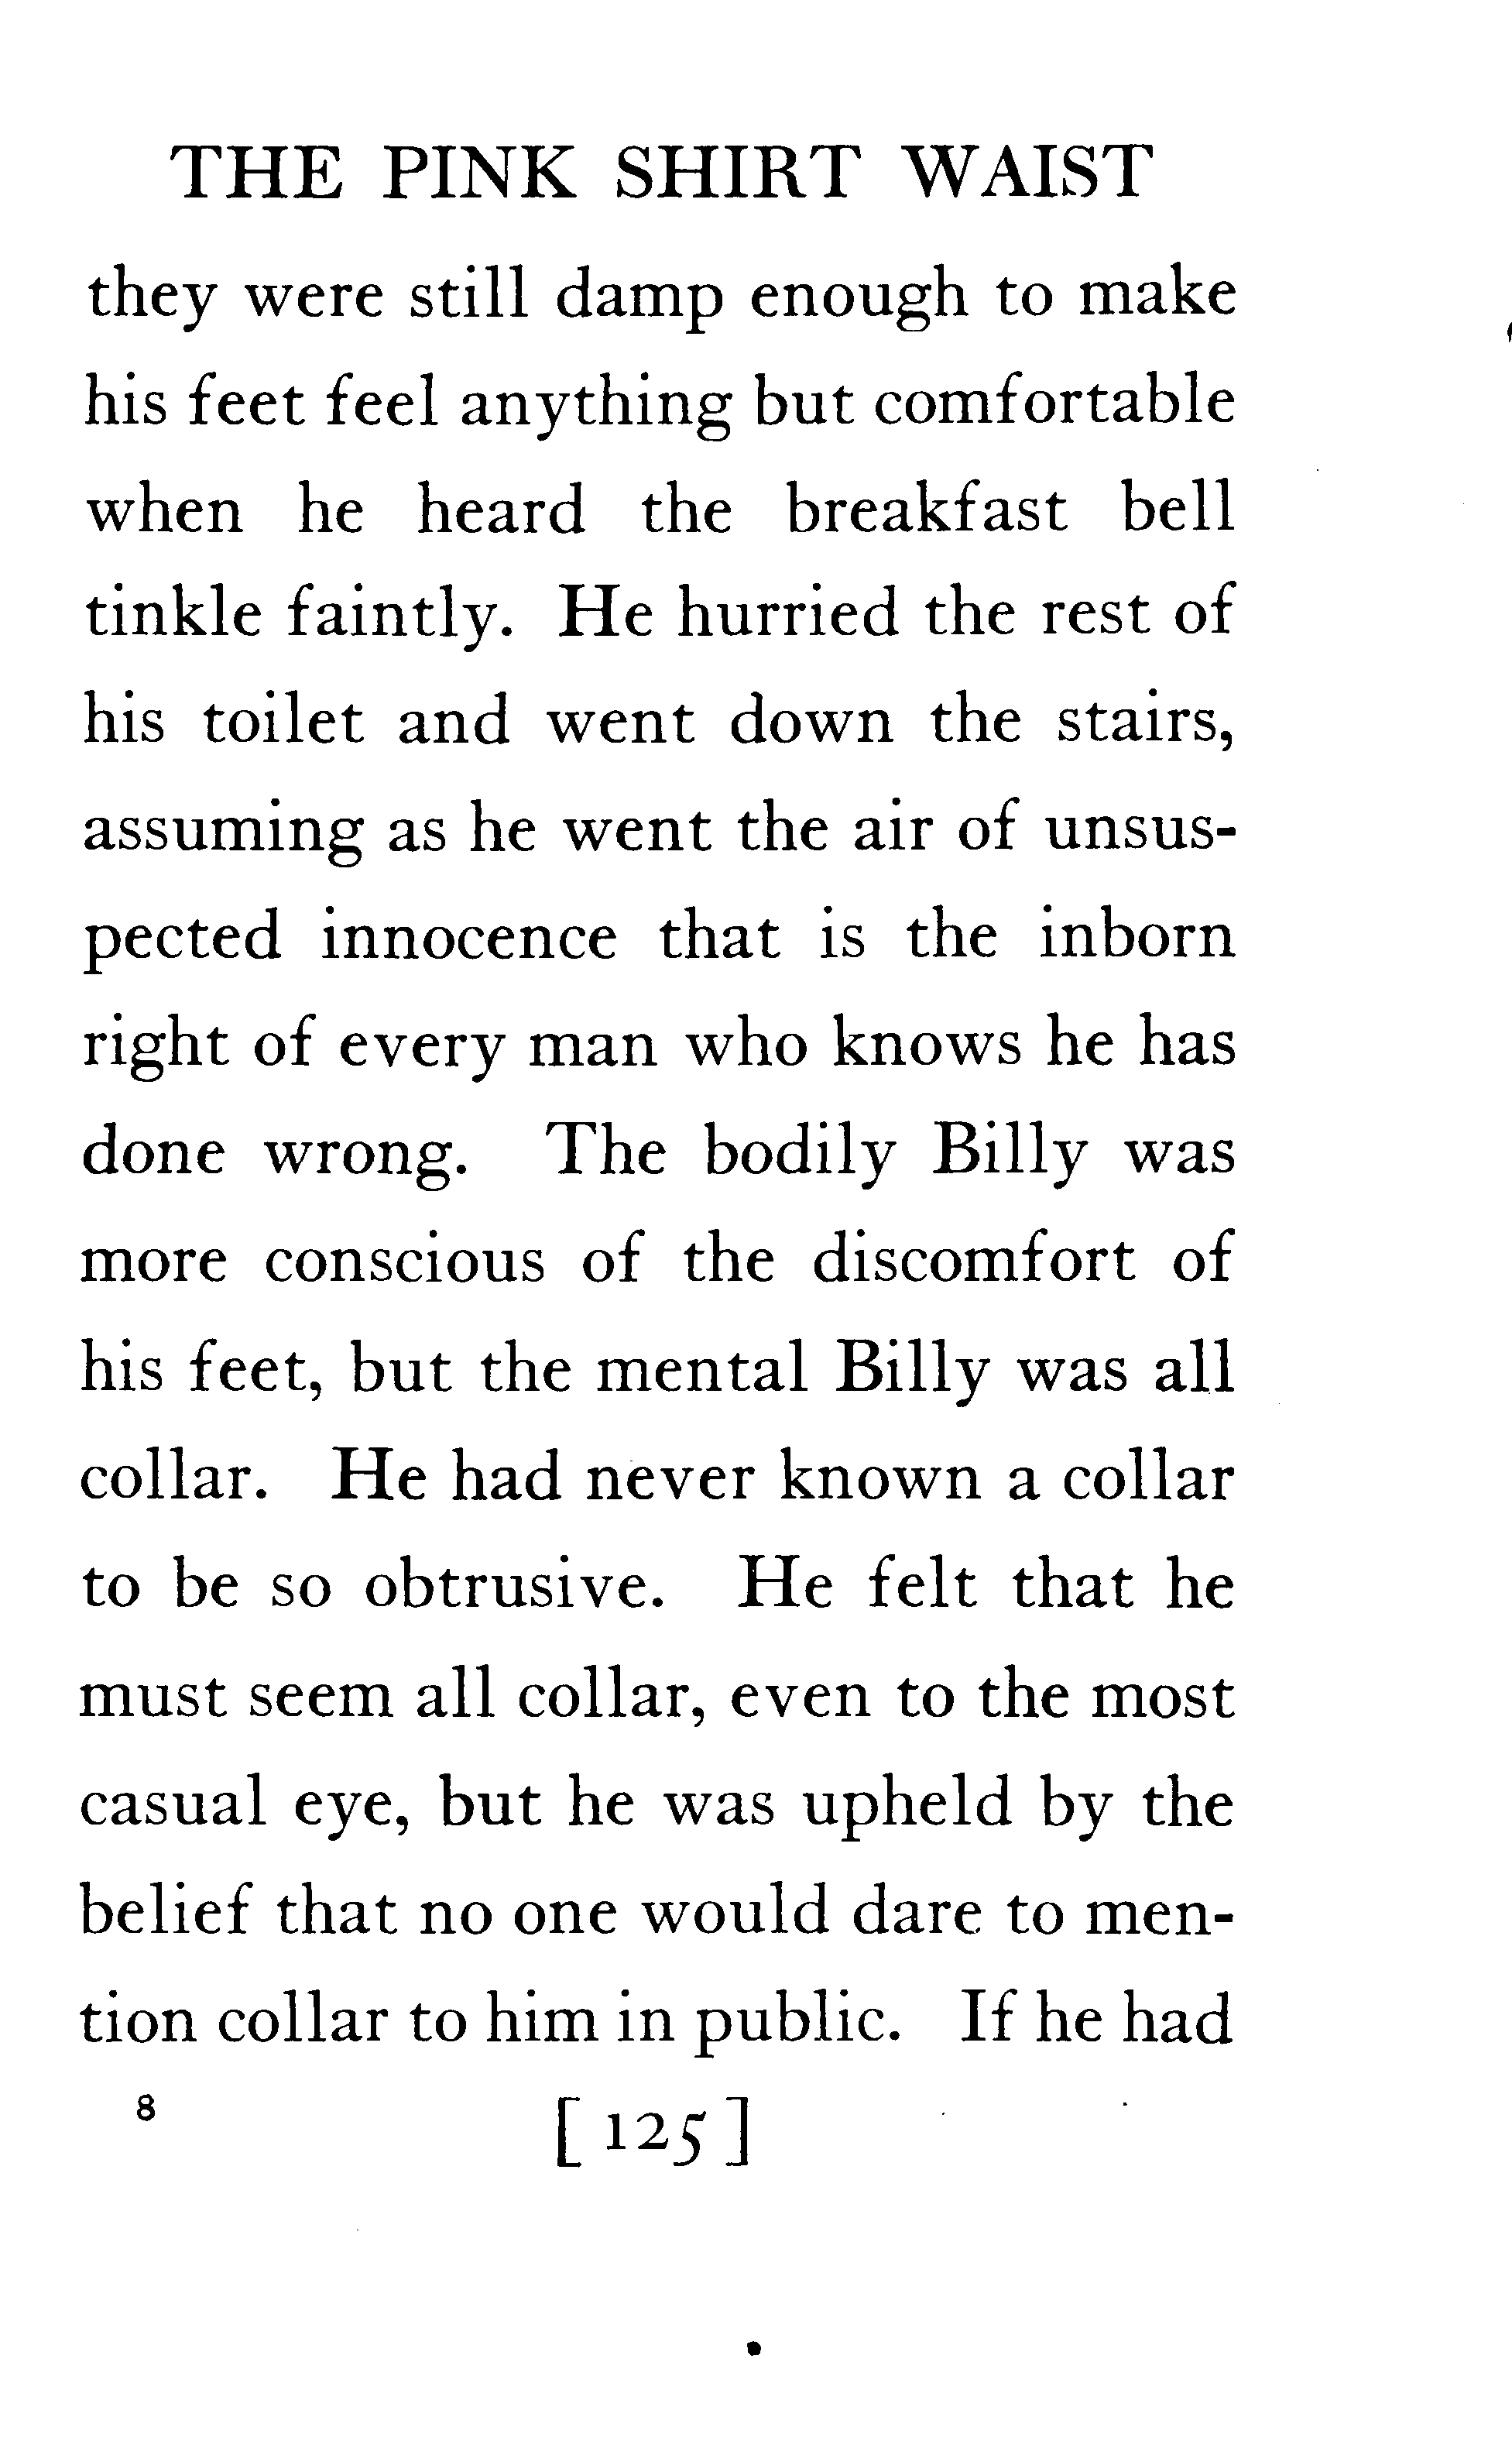 THE PINK SHIRT WAIST
they were still damp enough to make
his feet feel anything but comfortable
when he heard the breakfast bell
tinkle faintly. He hurried the rest of
his toilet and went down the stairs,
assuming as he went the air of unsus-
pected innocence that is the inborn
right of every man who knows he has
done wrong. The bodily Billy was
more conscious of the discomfort of
his feet, but the mental Billy was all
collar. He had never known a collar
to be so obtrusive. He felt that he
must seem all collar, even to the most
casual eye, but he was upheld by the
belief that no one would dare to men-
tion collar to him in public. If he had
8 [125]